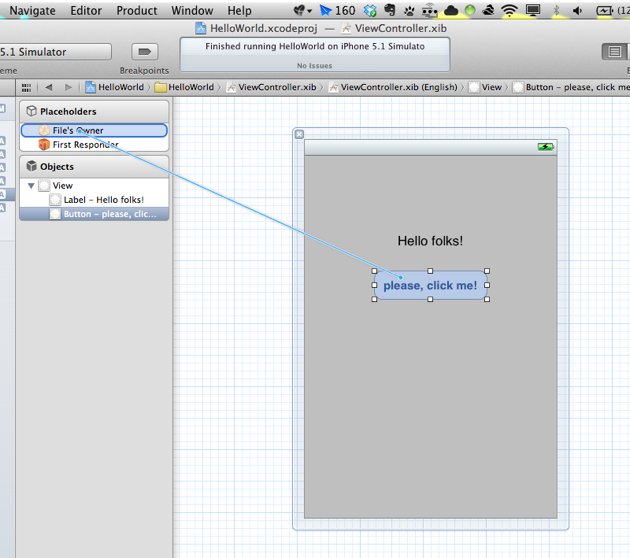 Navigate Editor Product Window Help 160 (12
HelloWorld.xcodeproj — ViewController.xib
5.1 Simulator
Finished running HelloWorld on iPhone 5.1 Simulato
No Issues
eme Breakpoints E
HelloWorld HelloWorld ViewController.xib ViewController.xib (English) View Button – please, click me
Placeholders
File's Owner
First Responder
Objects
View
Label – Hello folks!
Button – please, clic...
Hello folks!
please, click me!